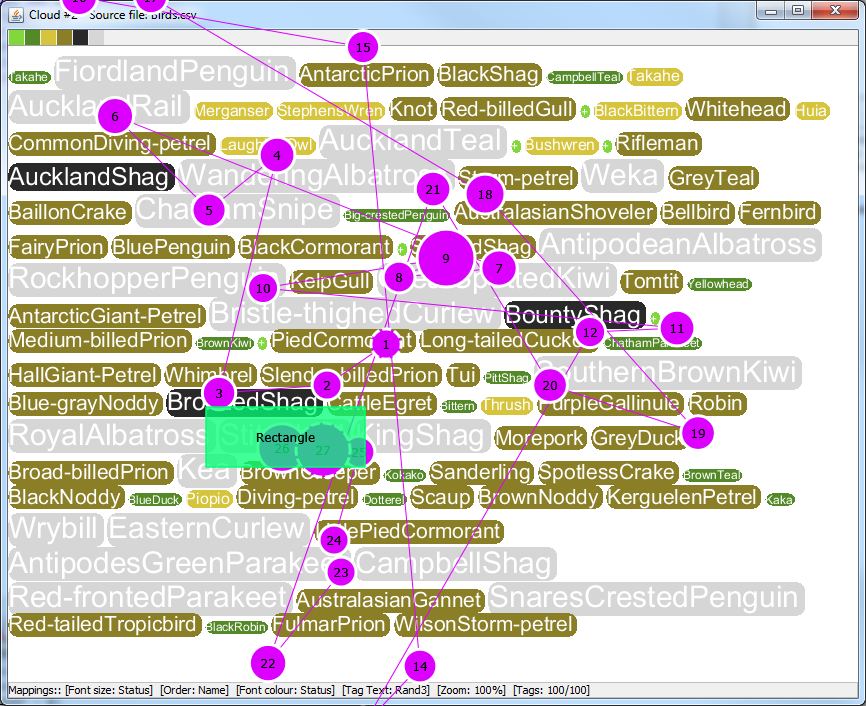 16 17
Cloud #2 - Source file: birds.csv
15
Takahe FiordlandPenguin AntarcticPrion BlackShag CampbellTeal Takahe
AucklandRail Merganser StephensWren Knot Red-billedGull + BlackBittern Whitehead Huia
6
CommonDiving-petrel AucklandTeal + Bushwren + Rifleman
4
AucklandShag WanderingAlbatross Storm-petrel Weka GreyTeal
21 18
BaillonCrake ChathamSnipe Big-crestedPenguin AustralasianShoveler Bellbird Fernbird
5
FairyPrion BluePenguin BlackCormorant + AntipodeanAlbatross
9 7
RockhopperPenguin KelpGull Tomtit Yellowhead
10 8
AntarcticGiant-Petrel Bristle-thighedCurlew BountyShag +
12 11
Medium-billedPrion BrownKiwi + PiedCormorant Long-tailedCuckoo ChathamParakeet
1
HallGiant-Petrel Whimbrel Slender-billedPrion Tui PittShag SouthernBrownKiwi
3 2 20
Blue-grayNoddy CattleEgret Bittern Thrush PurpleGallinule Robin
RoyalAlbatross Morepork GreyDuck
Rectangle 19
26 27 25
Broad-billedPrion Kea BrownCreeper Kokako Sanderling SpotlessCrake BrownTeal
BlackNoddy BlueDuck Piopio Diving-petrel Dotterel Scaup BrownNoddy KerguelenPetrel Kaka
Wrybill EasternCurlew LittlePiedCormorant
24
AntipodesGreenParakeet CampbellShag
23
Red-frontedParakeet AustralasianGannet SnaresCrestedPenguin
Red-tailedTropicbird BlackRobin FulmarPrion WilsonStorm-petrel
22 14
Mappings:: [Font size: Status] [Order: Name] [Font colour: Status] [Tag Text: Rand3] [Zoom: 100%] [Tags: 100/100]